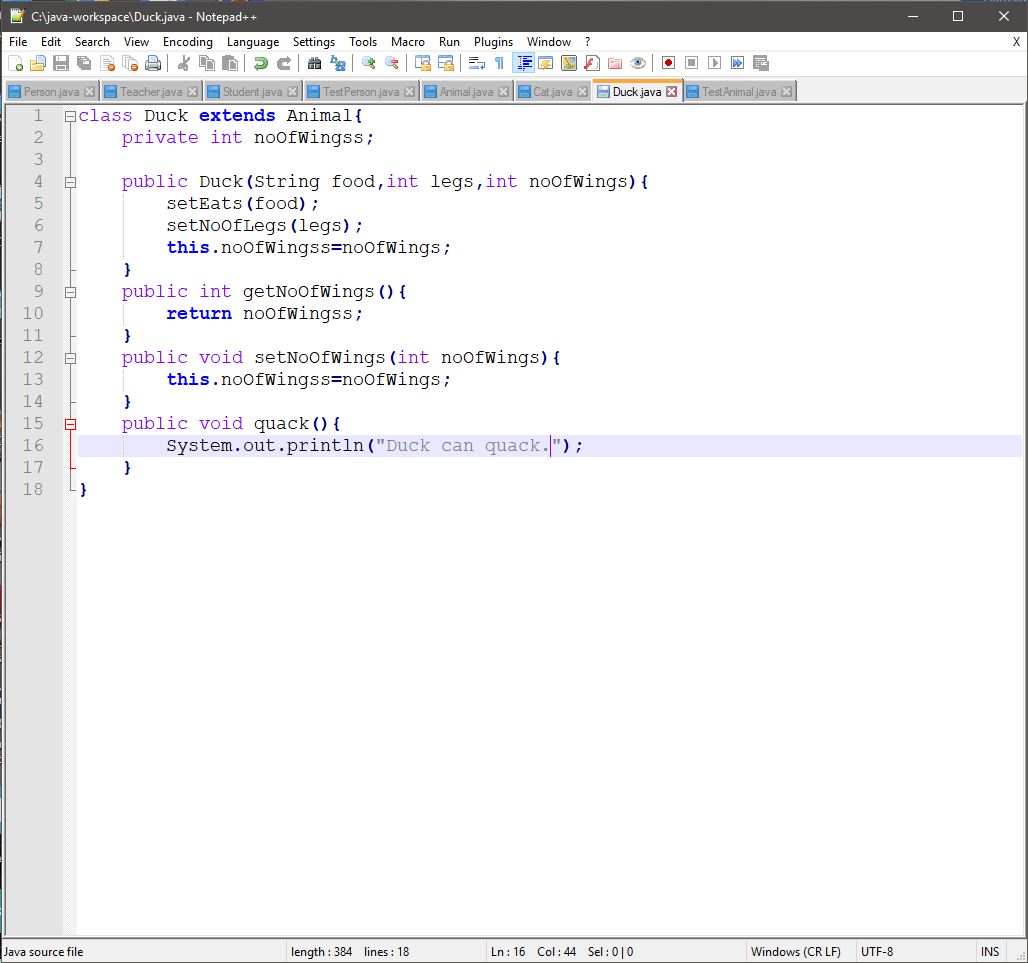 C:\java-workspace\Duck.java - Notepad++
File Edit Search View Encoding Language Settings Tools Macro Run Plugins Window ? X
Person.java Teacher.java Student.java TestPerson.java Animal.java Cat.java Duck.java TestAnimal.java
1 class Duck extends Animal{
2     private int noOfWingss;
3
4     public Duck(String food,int legs,int noOfWings){
5         setEats(food);
6         setNoOfLegs(legs);
7         this.noOfWingss=noOfWings;
8     }
9     public int getNoOfWings(){
10         return noOfWingss;
11     }
12     public void setNoOfWings(int noOfWings){
13         this.noOfWingss=noOfWings;
14     }
15     public void quack(){
16         System.out.println("Duck can quack.");
17     }
18 }
Java source file length : 384 lines : 18 Ln : 16 Col : 44 Sel : 0 | 0 Windows (CR LF) UTF-8 INS